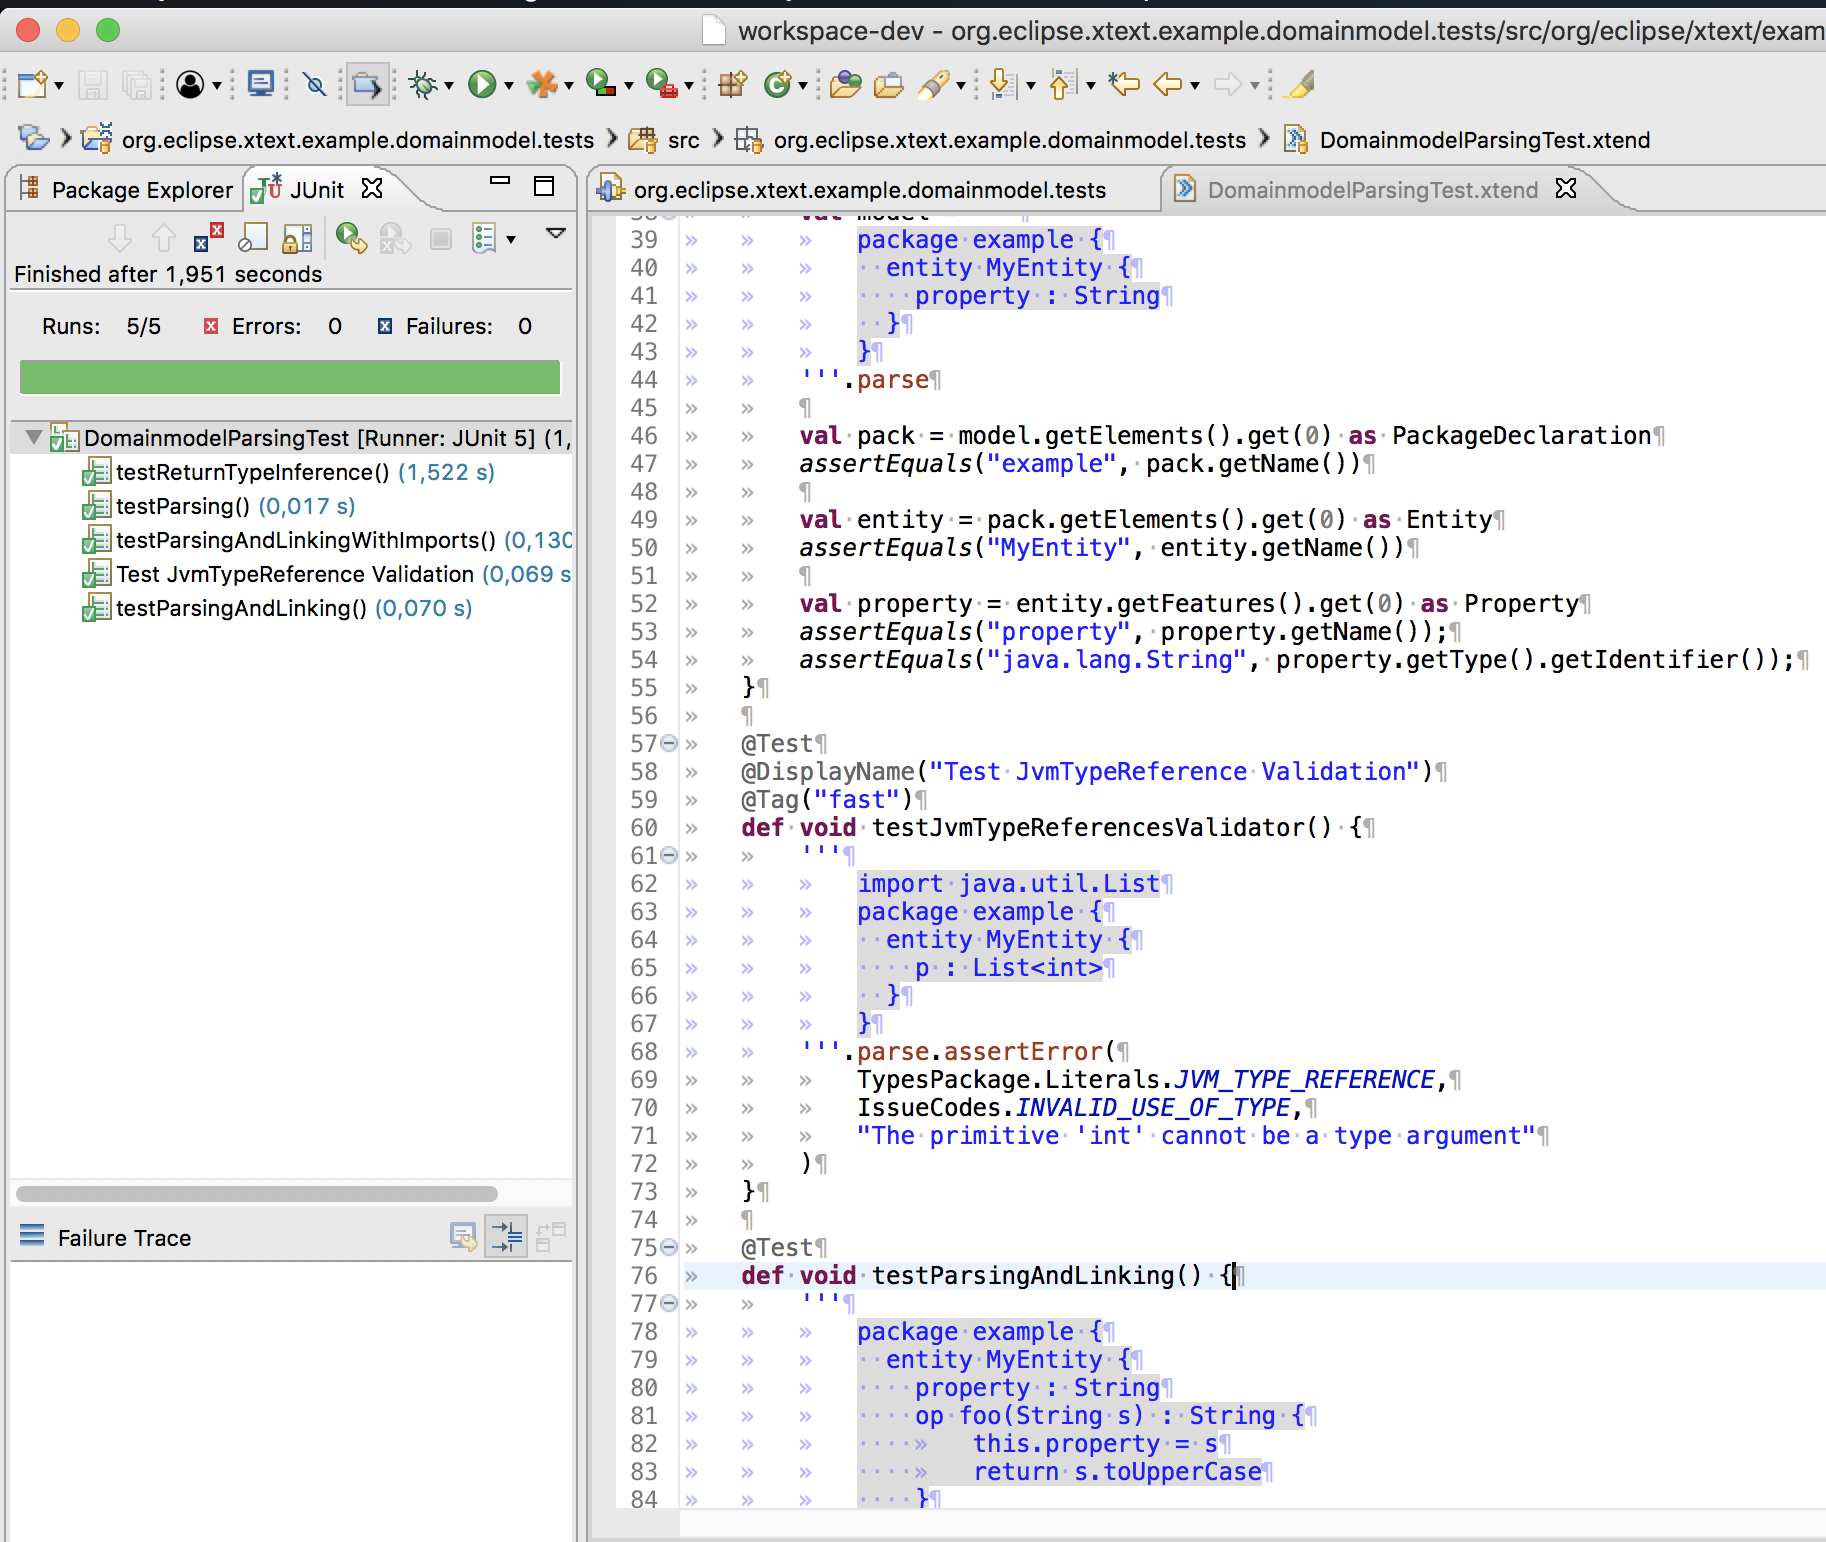 workspace-dev - org.eclipse.xtext.example.domainmodel.tests/src/org/eclipse/xtext/exam
org.eclipse.xtext.example.domainmodel.tests
src
org.eclipse.xtext.example.domainmodel.tests
DomainmodelParsingTest.xtend
Package Explorer
JUnit
Finished after 1,951 seconds
Runs: 5/5 Errors: 0 Failures: 0
DomainmodelParsingTest [Runner: JUnit 5] (1,
testReturnTypeInference() (1,522 s)
testParsing() (0,017 s)
testParsingAndLinkingWithImports() (0,130
Test JvmTypeReference Validation (0,069 s
testParsingAndLinking() (0,070 s)
Failure Trace
org.eclipse.xtext.example.domainmodel.tests
DomainmodelParsingTest.xtend
39 » » » package·example·{¶
40 » » » ··entity·MyEntity·{¶
41 » » » ····property·:·String¶
42 » » » ··}¶
43 » » » }¶
44 » » '''.parse¶
45 » » ¶
46 » » val·pack·=·model.getElements().get(0)·as·PackageDeclaration¶
47 » » assertEquals("example",·pack.getName())¶
48 » » ¶
49 » » val·entity·=·pack.getElements().get(0)·as·Entity¶
50 » » assertEquals("MyEntity",·entity.getName())¶
51 » » ¶
52 » » val·property·=·entity.getFeatures().get(0)·as·Property¶
53 » » assertEquals("property",·property.getName());¶
54 » » assertEquals("java.lang.String",·property.getType().getIdentifier());¶
55 » }¶
56 » ¶
57 » @Test¶
58 » @DisplayName("Test·JvmTypeReference·Validation")¶
59 » @Tag("fast")¶
60 » def·void·testJvmTypeReferencesValidator()·{¶
61 » » '''¶
62 » » » import·java.util.List¶
63 » » » package·example·{¶
64 » » » ··entity·MyEntity·{¶
65 » » » ····p·:·List<int>¶
66 » » » ··}¶
67 » » » }¶
68 » » '''.parse.assertError(¶
69 » » » TypesPackage.Literals.JVM_TYPE_REFERENCE,¶
70 » » » IssueCodes.INVALID_USE_OF_TYPE,¶
71 » » » "The·primitive·'int'·cannot·be·a·type·argument"¶
72 » » )¶
73 » }¶
74 » ¶
75 » @Test¶
76 » def·void·testParsingAndLinking()·{¶
77 » » '''¶
78 » » » package·example·{¶
79 » » » ··entity·MyEntity·{¶
80 » » » ····property·:·String¶
81 » » » ····op·foo(String·s)·:·String·{¶
82 » » » ····» this.property·=·s¶
83 » » » ····» return·s.toUpperCase¶
84 » » » ····}¶